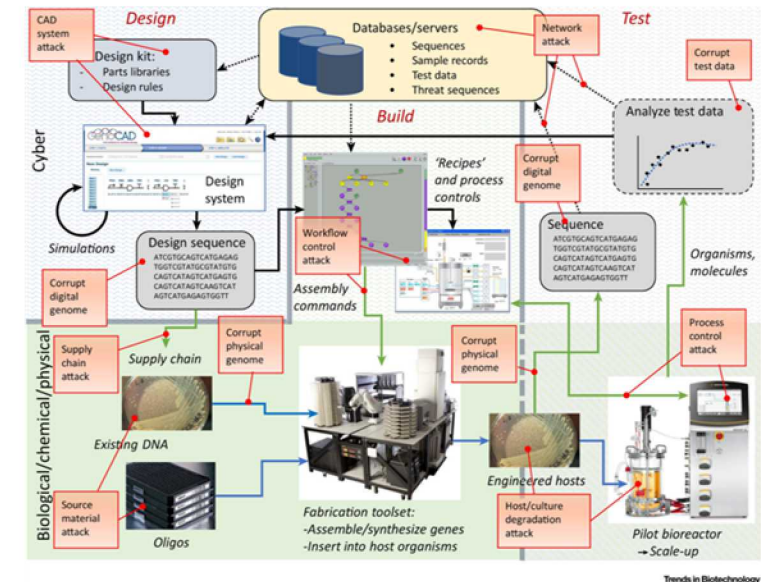 CAD
system
attack
Design
Design kit:
- Parts libraries
- Design rules
Databases/servers
• Sequences
• Sample records
• Test data
• Threat sequences
Network
attack
Test
Corrupt
test data
Cyber
Build
Analyze test data
GenoCAD
Design
system
'Recipes'
and process
controls
Corrupt
digital
genome
Simulations
Design sequence
ATCGTGCAGTCATGAGAG
TGGTCGTATGCGTATGTG
CAGTCATAGTCATGAGTG
CAGTCATAGTCAAGTCAT
AGTCATGAGAGTGGTT
Workflow
control
attack
Sequence
ATCGTGCAGTCATGAGAG
TGGTCGTATGCGTATGTG
CAGTCATAGTCATGAGTG
CAGTCATAGTCAAGTCAT
AGTCATGAGAGTGGTT
Organisms,
molecules
Corrupt
digital
genome
Assembly
commands
Biological/chemical/physical
Supply
chain
attack
Supply chain
Corrupt
physical
genome
Corrupt
physical
genome
Process
control
attack
Existing DNA
Engineered hosts
Source
material
attack
Oligos
Fabrication toolset:
-Assemble/synthesize genes
-Insert into host organisms
Host/culture
degradation
attack
Pilot bioreactor
→ Scale-up
Trends in Biotechnology